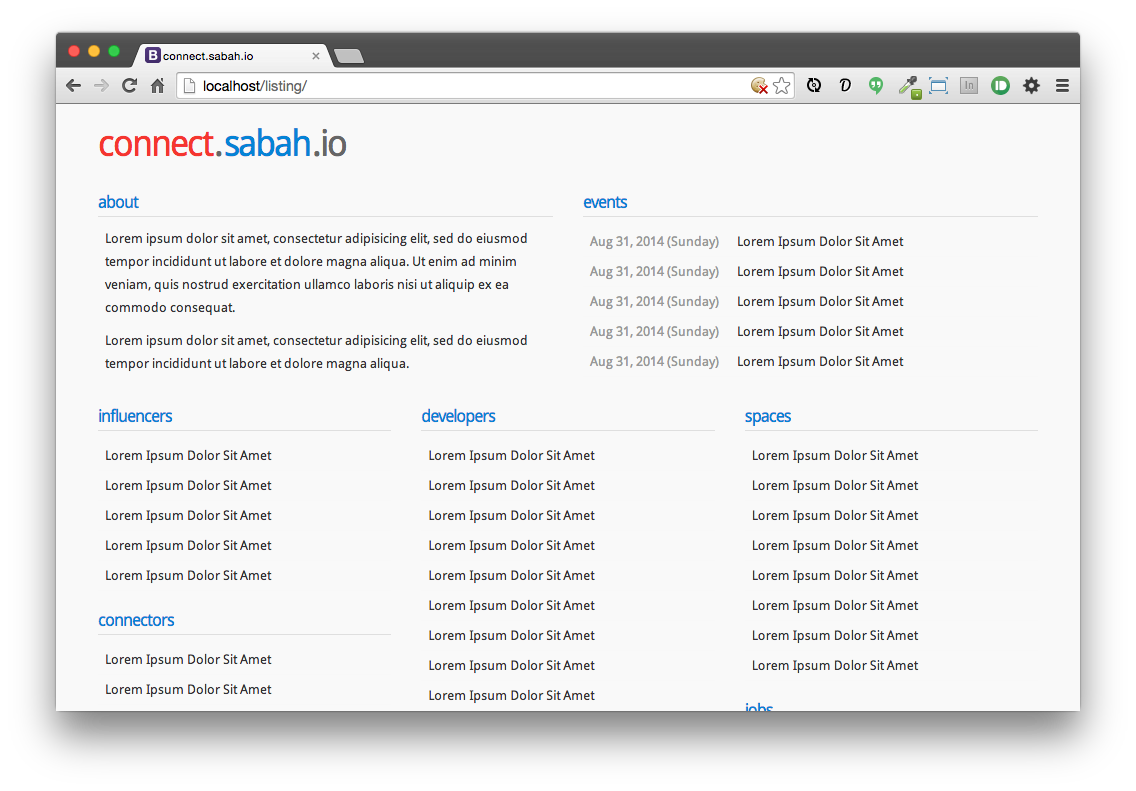 B connect.sabah.io
localhost/listing/
In
connect.sabah.io
about
Lorem ipsum dolor sit amet, consectetur adipisicing elit, sed do eiusmod
tempor incididunt ut labore et dolore magna aliqua. Ut enim ad minim
veniam, quis nostrud exercitation ullamco laboris nisi ut aliquip ex ea
commodo consequat.
Lorem ipsum dolor sit amet, consectetur adipisicing elit, sed do eiusmod
tempor incididunt ut labore et dolore magna aliqua.
events
Aug 31, 2014 (Sunday) Lorem Ipsum Dolor Sit Amet
Aug 31, 2014 (Sunday) Lorem Ipsum Dolor Sit Amet
Aug 31, 2014 (Sunday) Lorem Ipsum Dolor Sit Amet
Aug 31, 2014 (Sunday) Lorem Ipsum Dolor Sit Amet
Aug 31, 2014 (Sunday) Lorem Ipsum Dolor Sit Amet
influencers
Lorem Ipsum Dolor Sit Amet
Lorem Ipsum Dolor Sit Amet
Lorem Ipsum Dolor Sit Amet
Lorem Ipsum Dolor Sit Amet
Lorem Ipsum Dolor Sit Amet
connectors
Lorem Ipsum Dolor Sit Amet
Lorem Ipsum Dolor Sit Amet
developers
Lorem Ipsum Dolor Sit Amet
Lorem Ipsum Dolor Sit Amet
Lorem Ipsum Dolor Sit Amet
Lorem Ipsum Dolor Sit Amet
Lorem Ipsum Dolor Sit Amet
Lorem Ipsum Dolor Sit Amet
Lorem Ipsum Dolor Sit Amet
Lorem Ipsum Dolor Sit Amet
Lorem Ipsum Dolor Sit Amet
spaces
Lorem Ipsum Dolor Sit Amet
Lorem Ipsum Dolor Sit Amet
Lorem Ipsum Dolor Sit Amet
Lorem Ipsum Dolor Sit Amet
Lorem Ipsum Dolor Sit Amet
Lorem Ipsum Dolor Sit Amet
Lorem Ipsum Dolor Sit Amet
Lorem Ipsum Dolor Sit Amet
jobs